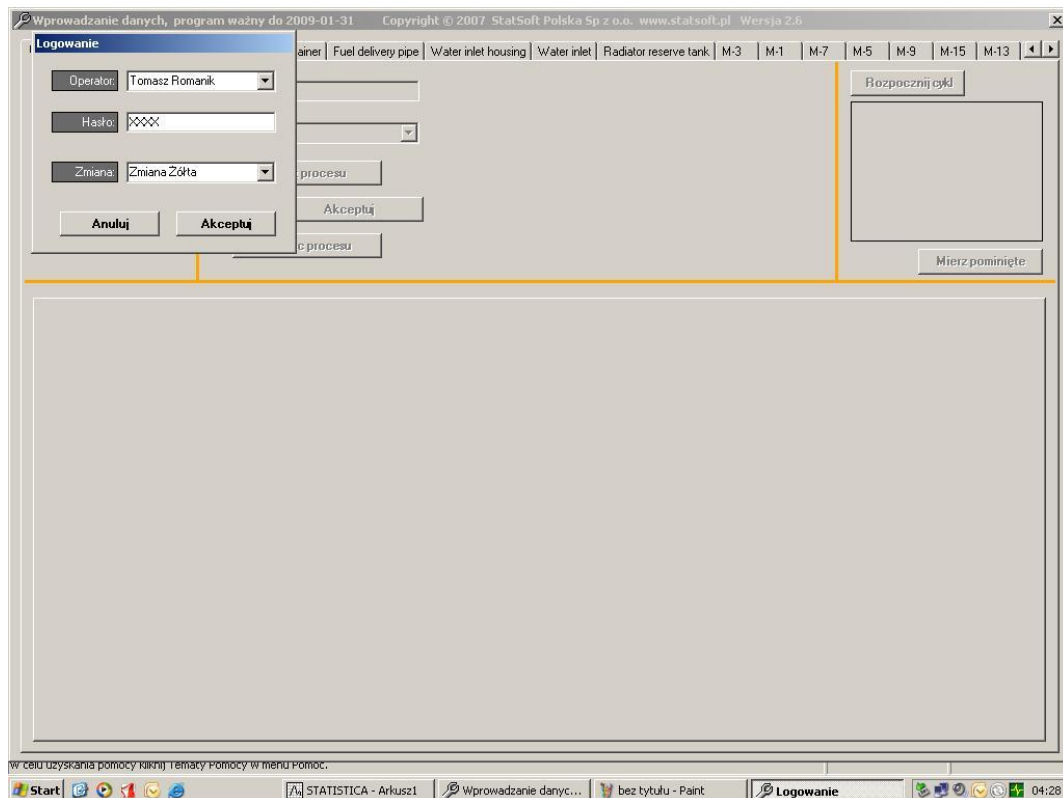 Wprowadzanie danych, program ważny do 2009-01-31 Copyright © 2007 StatSoft Polska Sp z o.o. www.statsoft.pl Wersja 2.6
Logowanie
ainer Fuel delivery pipe Water inlet housing Water inlet Radiator reserve tank M-3 M-1 M-7 M-5 M-9 M-15 M-13
Operator: Tomasz Romanik
Rozpocznij cykl
Hasło: XXXX
Zmiana: Zmiana Żółta
procesu
Akceptuj
Anuluj Akceptuj
c procesu
Mierz pominięte
W celu uzyskania pomocy kliknij Tematy Pomocy w menu Pomoc.
Start STATISTICA - Arkusz1 Wprowadzanie danyc... bez tytułu - Paint Logowanie 04:28